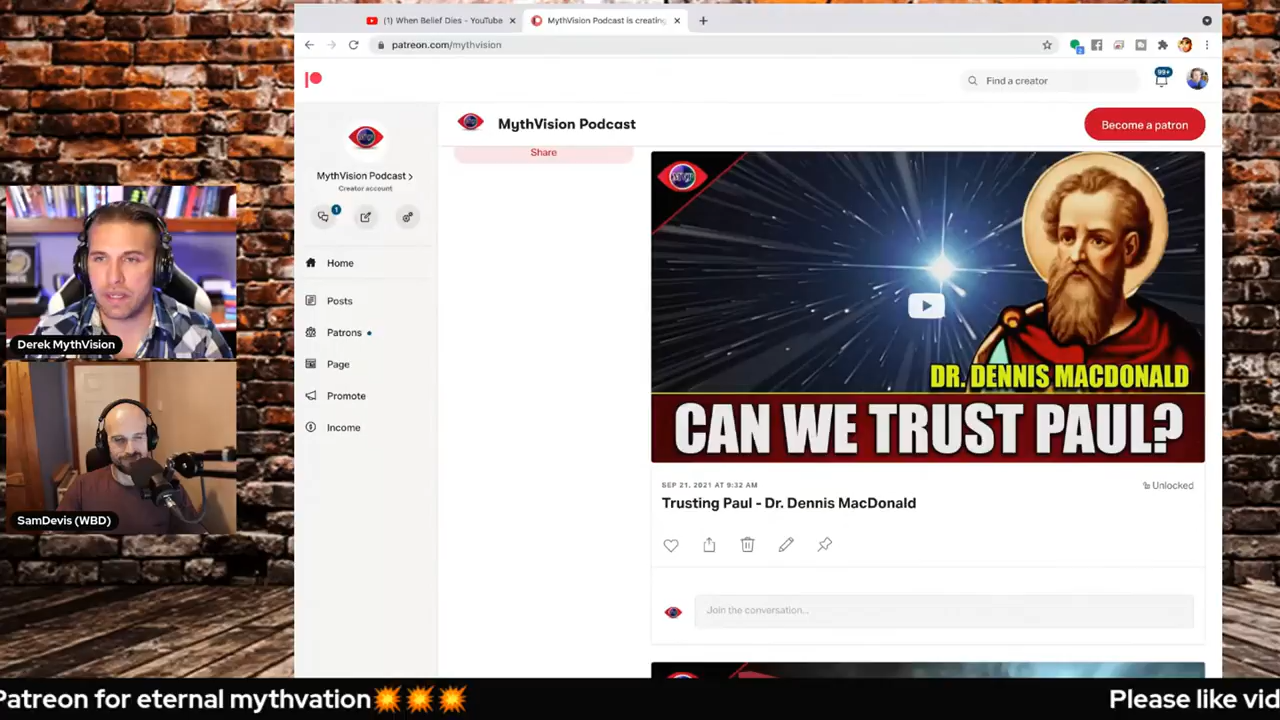 (1) When Belief Dies - YouTube
MythVision Podcast is creating
patreon.com/mythvision
Find a creator
99+
MythVision Podcast
Become a patron
Share
MythVision Podcast
Creator account
1
Home
Posts
Patrons
Page
Promote
Income
DR. DENNIS MACDONALD
CAN WE TRUST PAUL?
SEP 21, 2021 AT 9:32 AM
Unlocked
Trusting Paul - Dr. Dennis MacDonald
Join the conversation...
Derek MythVision
SamDevis (WBD)
Patreon for eternal mythvation💥💥💥
Please like vid